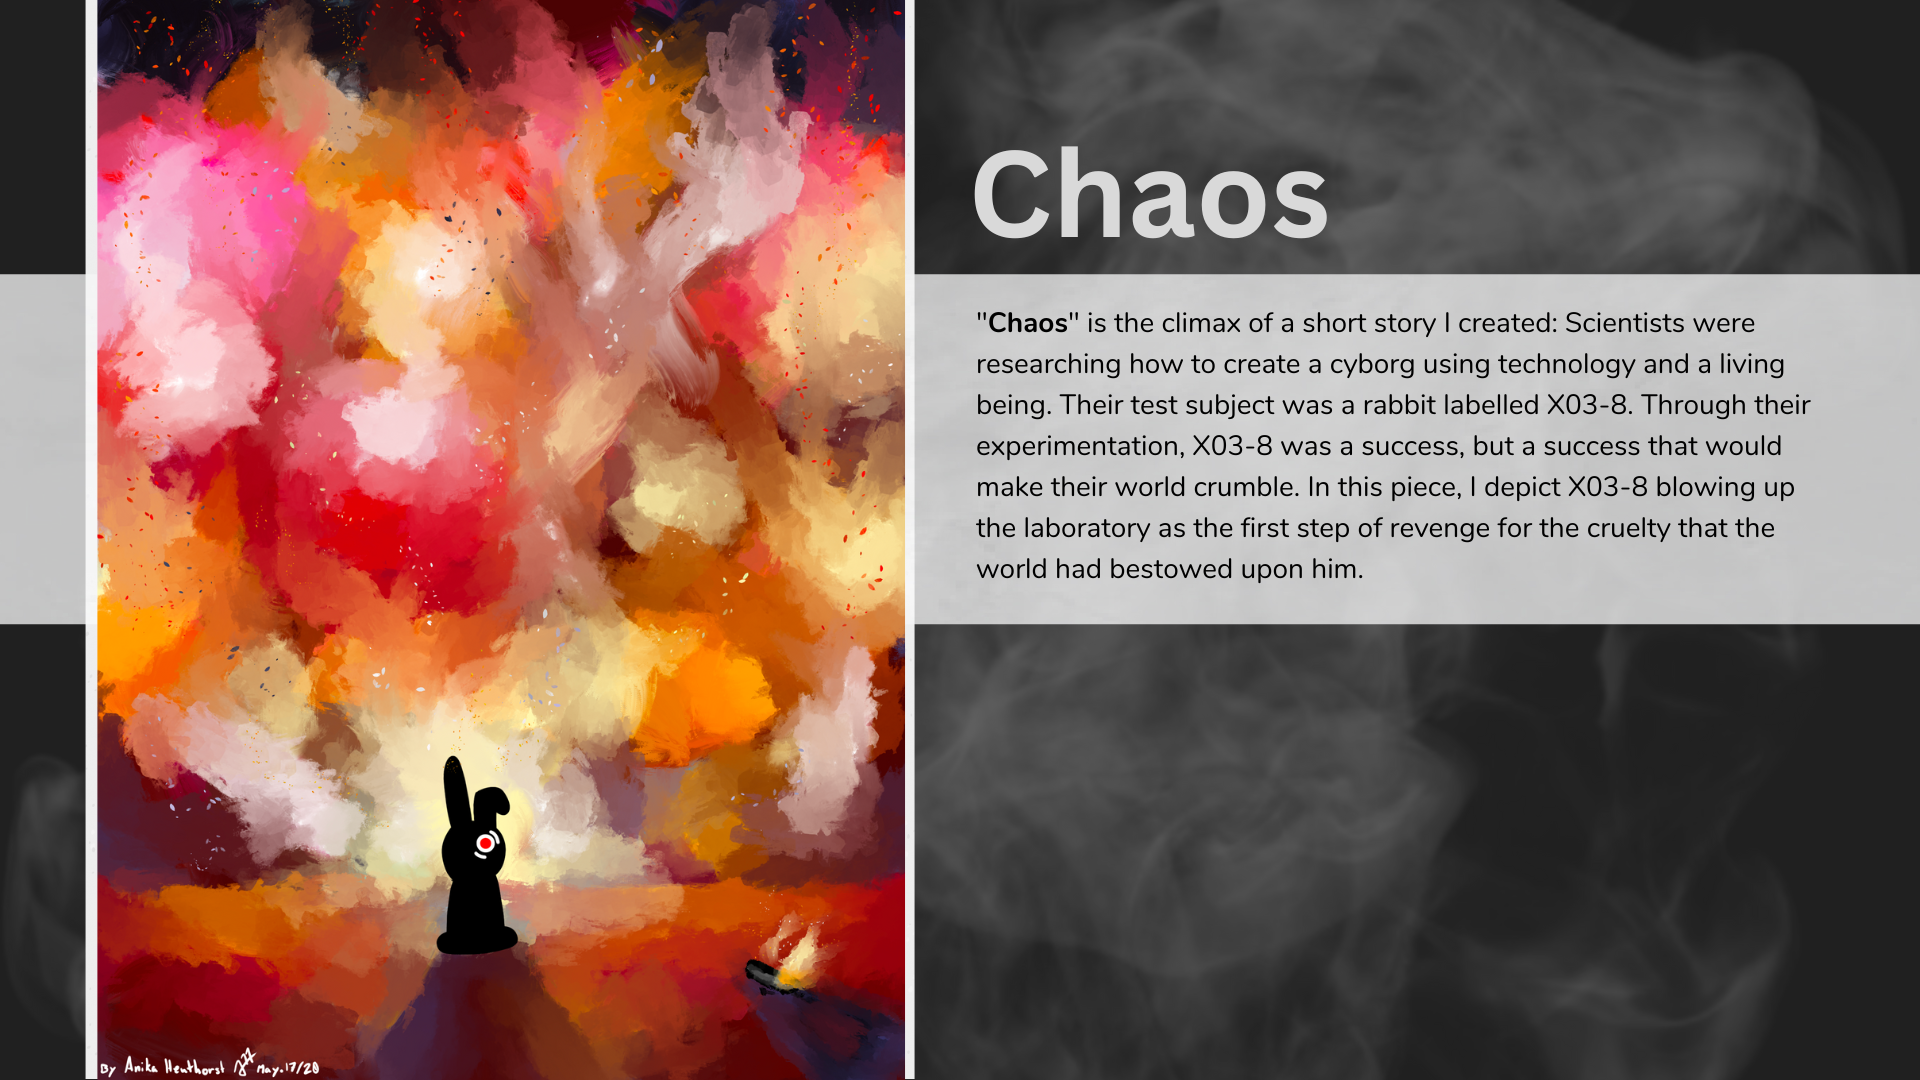 Chaos
"Chaos" is the climax of a short story I created: Scientists were
researching how to create a cyborg using technology and a living
being. Their test subject was a rabbit labelled X03-8. Through their
experimentation, X03-8 was a success, but a success that would
make their world crumble. In this piece, I depict X03-8 blowing up
the laboratory as the first step of revenge for the cruelty that the
world had bestowed upon him.
By Anika May.17/20